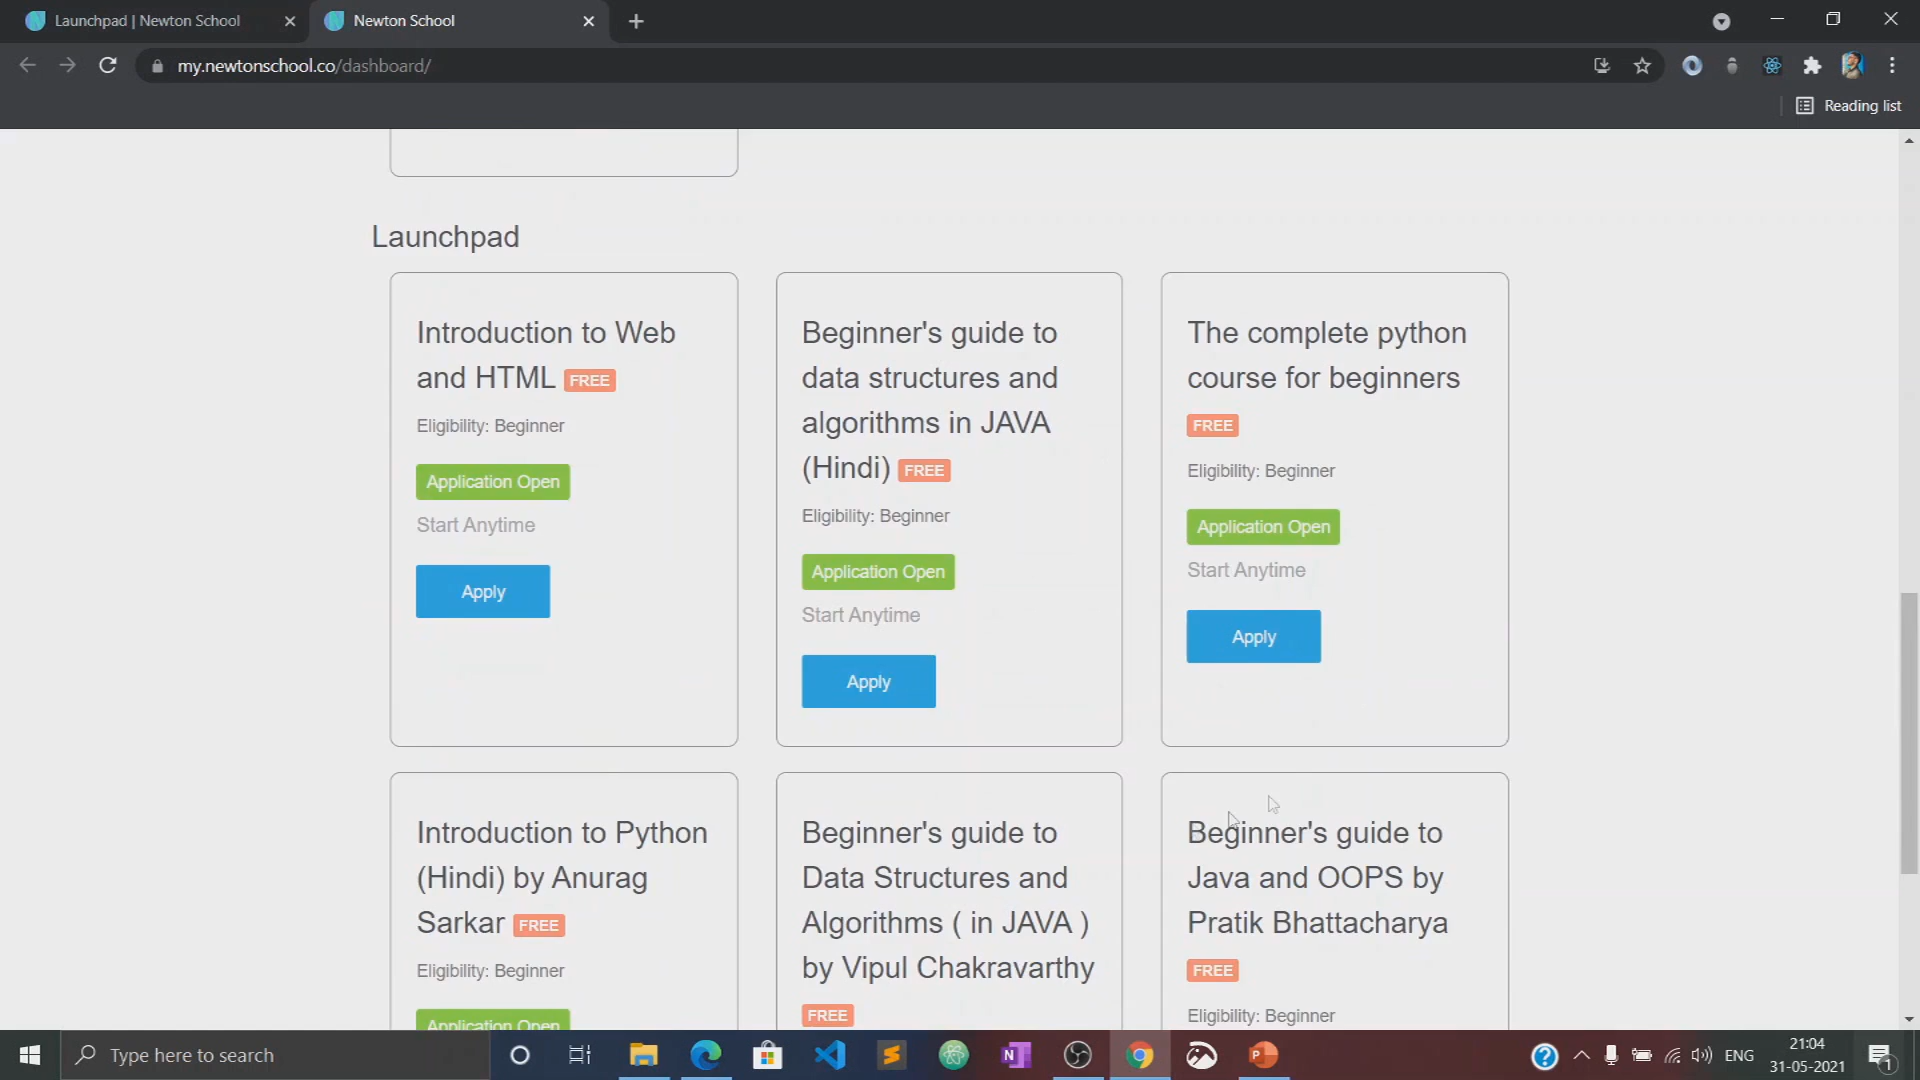 Launchpad | Newton School
Newton School
my.newtonschool.co/dashboard/
Reading list
Launchpad
Introduction to Web
and HTML FREE
Eligibility: Beginner
Application Open
Start Anytime
Apply
Beginner's guide to
data structures and
algorithms in JAVA
(Hindi) FREE
Eligibility: Beginner
Application Open
Start Anytime
Apply
The complete python
course for beginners
FREE
Eligibility: Beginner
Application Open
Start Anytime
Apply
Introduction to Python
(Hindi) by Anurag
Sarkar FREE
Eligibility: Beginner
Application Open
Beginner's guide to
Data Structures and
Algorithms ( in JAVA )
by Vipul Chakravarthy
FREE
Beginner's guide to
Java and OOPS by
Pratik Bhattacharya
FREE
Eligibility: Beginner
Type here to search
N
P
ENG
21:04
31-05-2021
1